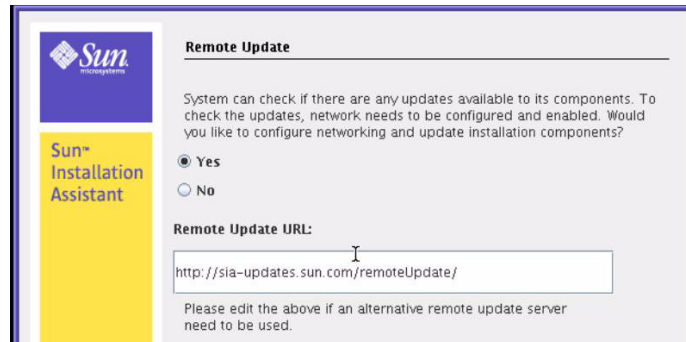 Sun
microsystems
Sun™
Installation
Assistant
Remote Update
System can check if there are any updates available to its components. To
check the updates, network needs to be configured and enabled. Would
you like to configure networking and update installation components?
Yes
No
Remote Update URL:
http://sia-updates.sun.com/remoteUpdate/
Please edit the above if an alternative remote update server
need to be used.